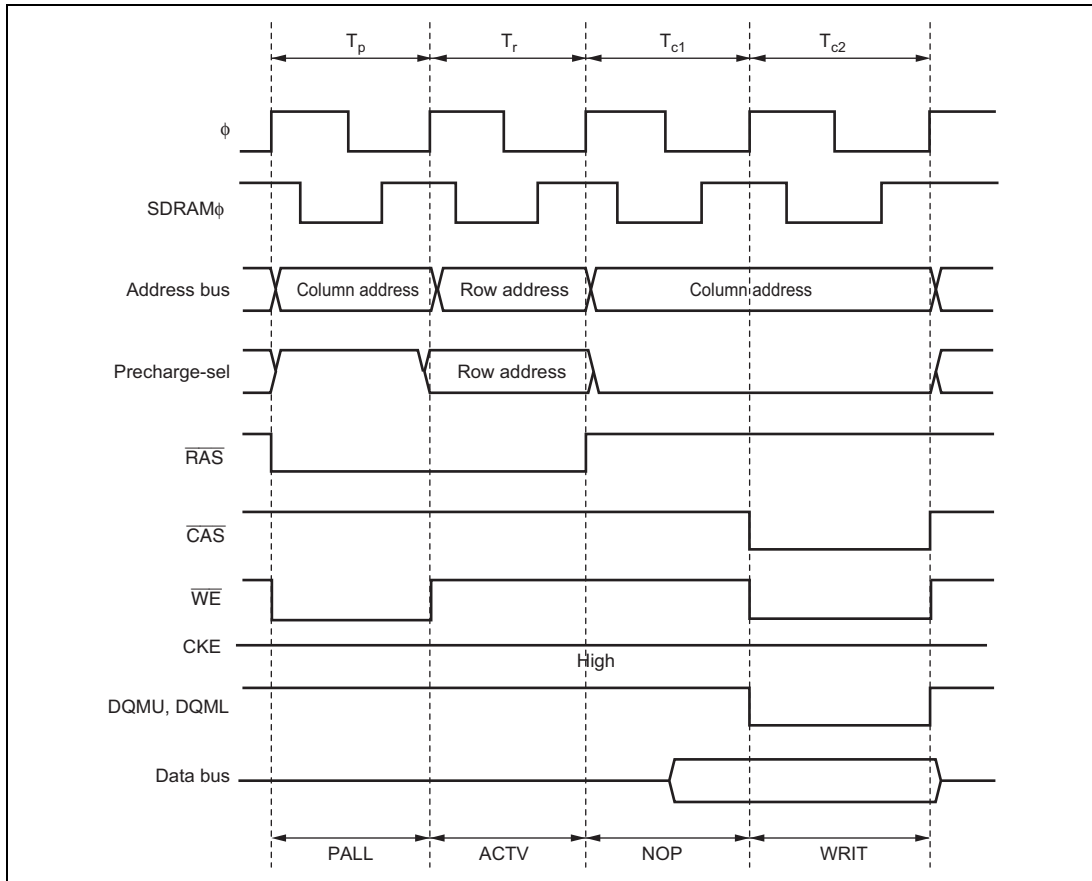 Tp Tr Tc1 Tc2
ϕ
SDRAMϕ
Address bus Column address Row address Column address
Precharge-sel Row address
RAS
CAS
WE
CKE
High
DQMU, DQML
Data bus
PALL ACTV NOP WRIT